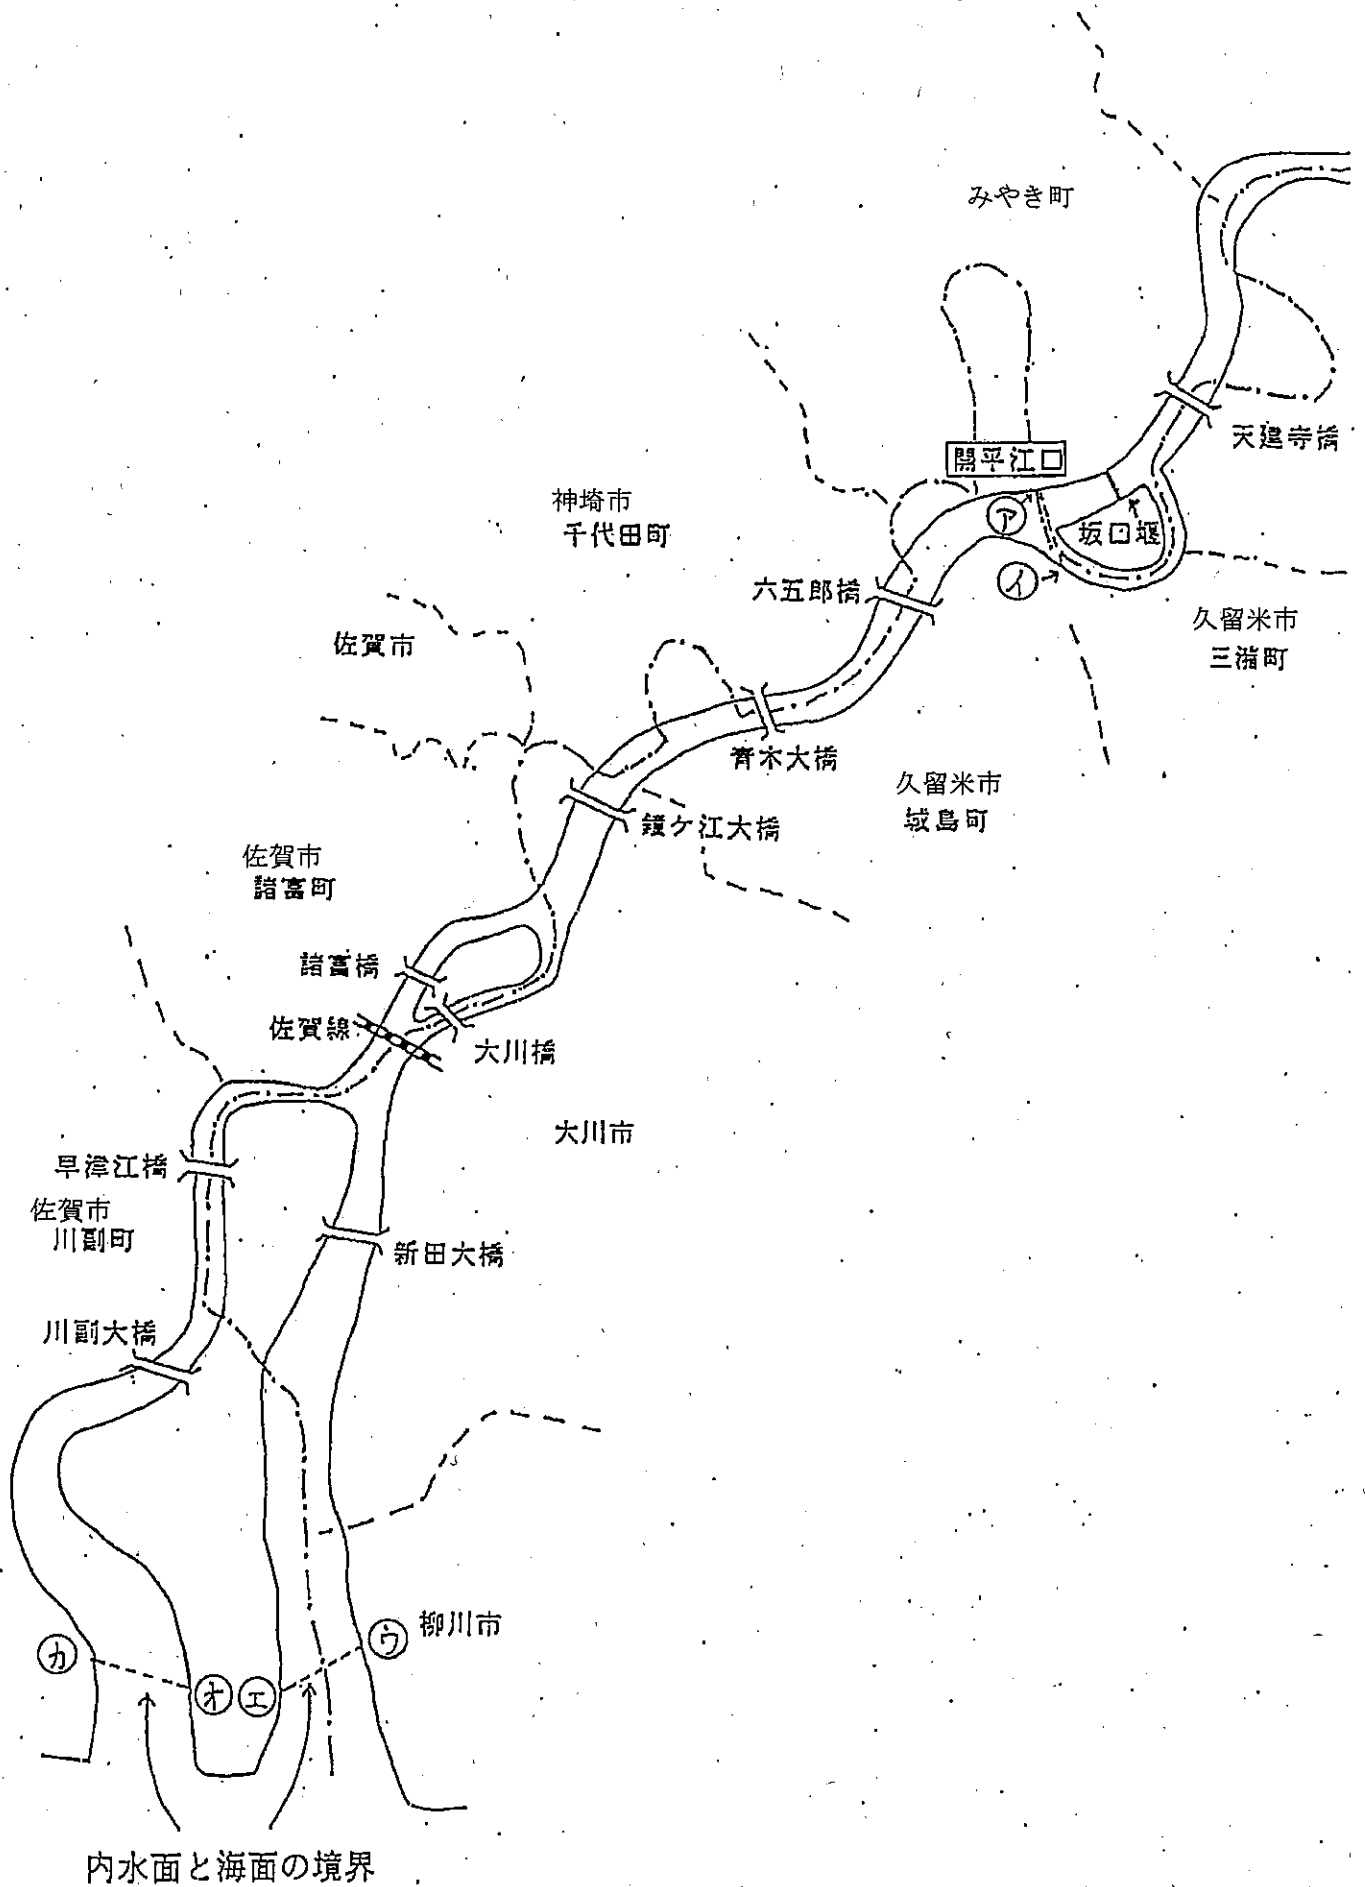 みやき町
天建寺橋
開平江口
ア
坂口堰
イ
神埼市
千代田町
六五郎橋
久留米市
三潴町
佐賀市
青木大橋
久留米市
城島町
鐘ケ江大橋
佐賀市
諸富町
諸富橋
佐賀線
大川橋
大川市
早津江橋
佐賀市
川副町
新田大橋
川副大橋
柳川市
ウ
カ
オ
エ
内水面と海面の境界